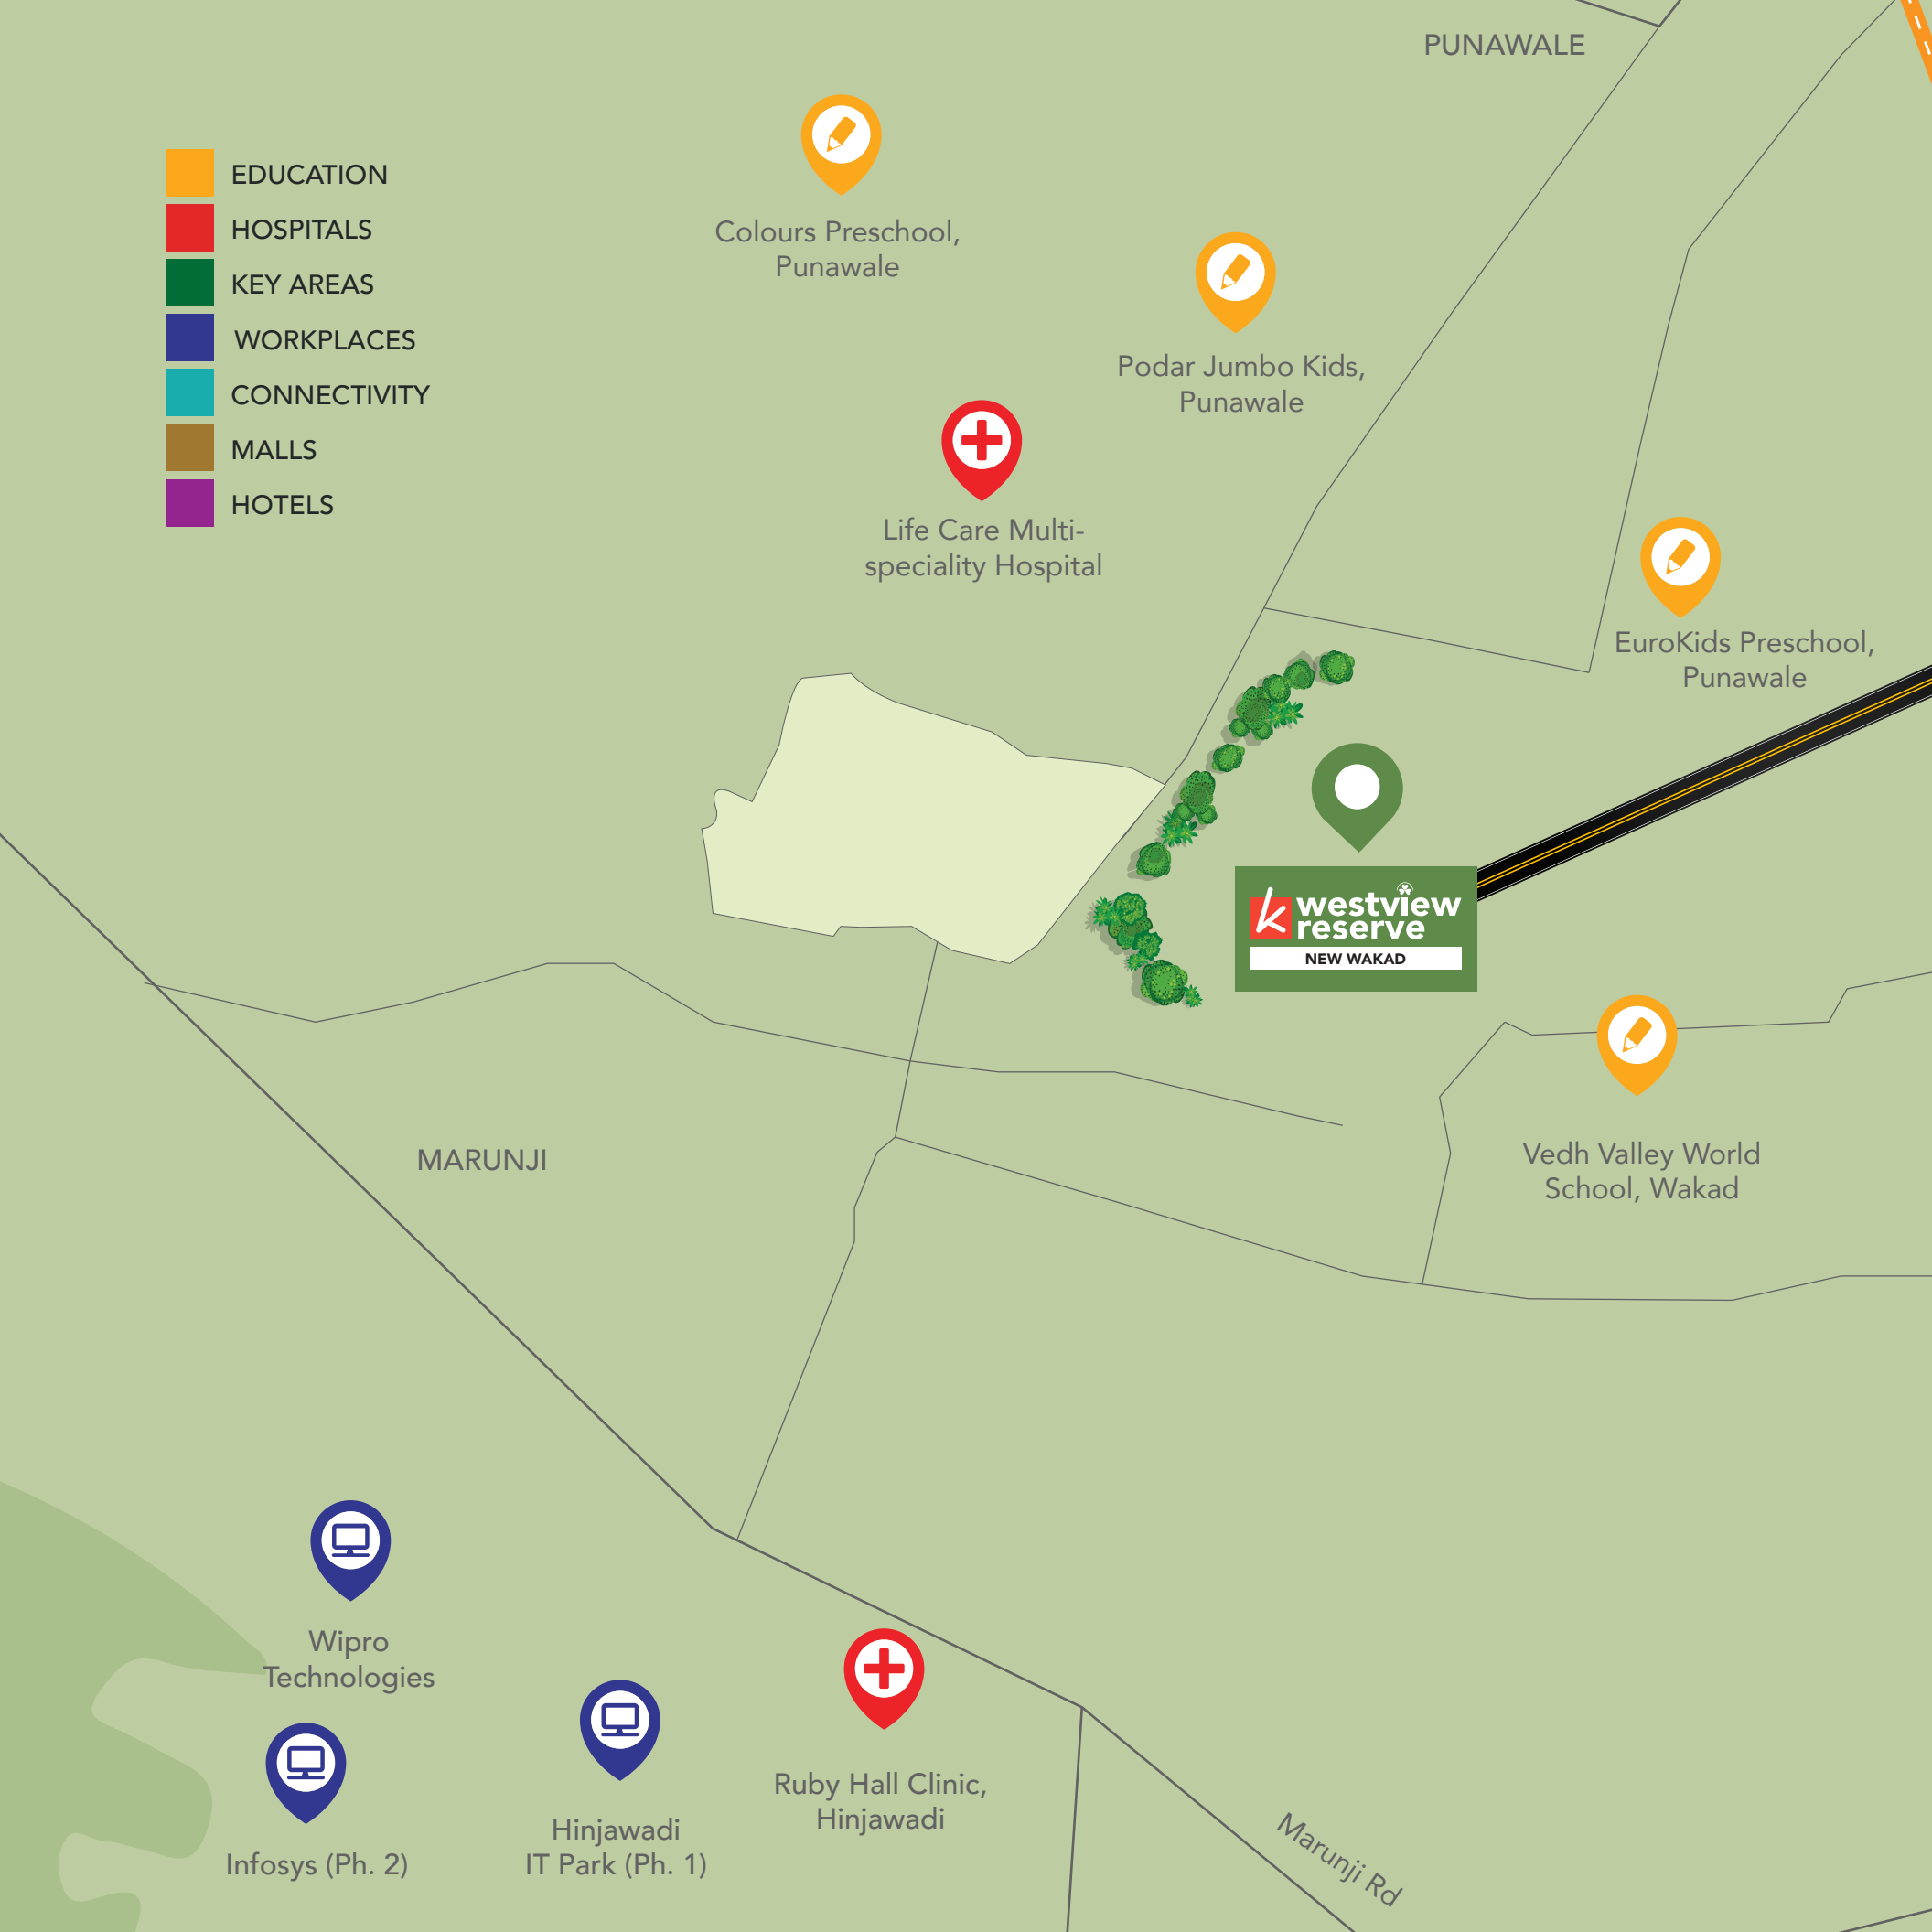 PUNAWALE
EDUCATION
HOSPITALS
KEY AREAS
WORKPLACES
CONNECTIVITY
MALLS
HOTELS
Colours Preschool,
Punawale
Podar Jumbo Kids,
Punawale
Life Care Multi-
speciality Hospital
EuroKids Preschool,
Punawale
k westview
reserve
NEW WAKAD
MARUNJI
Vedh Valley World
School, Wakad
Wipro
Technologies
Infosys (Ph. 2)
Hinjawadi
IT Park (Ph. 1)
Ruby Hall Clinic,
Hinjawadi
Marunji Rd